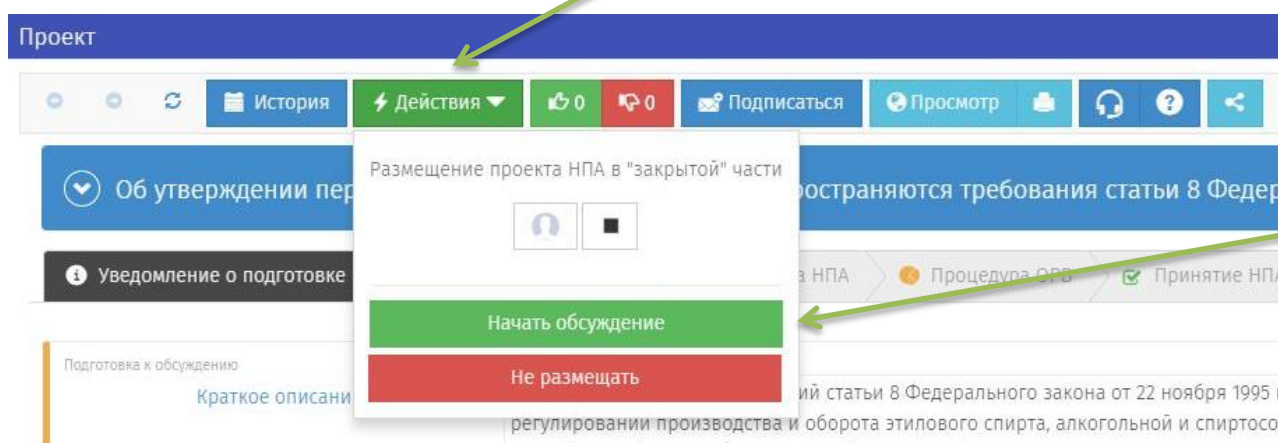 Проект
История Действия 0 0 Подписаться Просмотр
Размещение проекта НПА в "закрытой" части
Об утверждении пер остраняются требования статьи 8 Федер
Уведомление о подготовке а НПА Процедура ОРВ Принятие НПА
Начать обсуждение
Подготовка к обсуждению
Не размещать
Краткое описани ий статьи 8 Федерального закона от 22 ноября 1995
регулировании производства и оборота этилового спирта, алкогольной и спиртосо